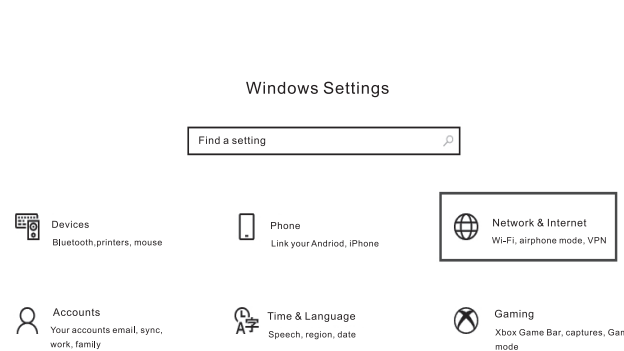 Windows Settings
Find a setting
Devices
Bluetooth,printers, mouse
Phone
Link your Andriod, iPhone
Network & Internet
Wi-Fi, airphone mode, VPN
Accounts
Your accounts email, sync,
work, family
Time & Language
Speech, region, date
Gaming
Xbox Game Bar, captures, Gam
mode